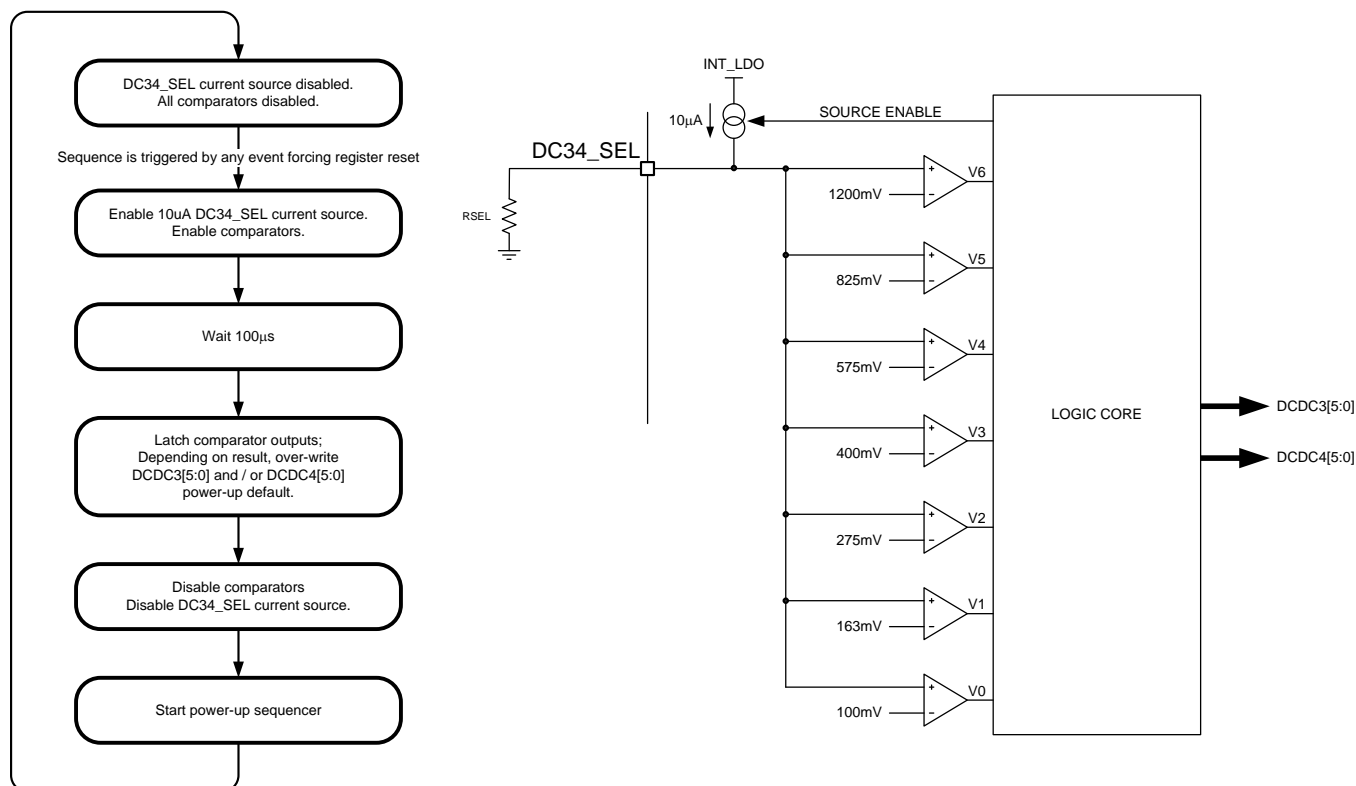 DC34_SEL current source disabled.
All comparators disabled.
Sequence is triggered by any event forcing register reset
Enable 10uA DC34_SEL current source.
Enable comparators.
Wait 100μs
Latch comparator outputs;
Depending on result, over-write
DCDC3[5:0] and / or DCDC4[5:0]
power-up default.
Disable comparators
Disable DC34_SEL current source.
Start power-up sequencer
INT_LDO
10μA
SOURCE ENABLE
DC34_SEL
RSEL
+
V6
1200mV
−
+
V5
825mV
−
+
V4
575mV
−
+
V3
400mV
−
+
V2
275mV
−
+
V1
163mV
−
+
V0
100mV
−
LOGIC CORE
DCDC3[5:0]
DCDC4[5:0]